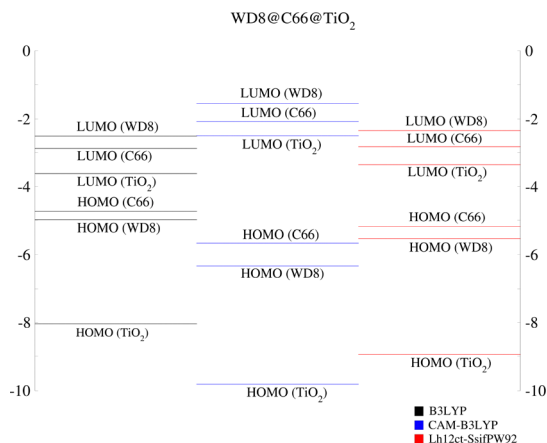 WD8@C66@TiO2
0 0
LUMO (WD8)
LUMO (C66)
LUMO (WD8)
LUMO (WD8)
-2 -2
LUMO (C66)
LUMO (C66)
LUMO (TiO2)
LUMO (TiO2)
LUMO (TiO2)
-4 -4
HOMO (C66)
HOMO (C66)
HOMO (WD8)
HOMO (C66)
HOMO (WD8)
-6 -6
HOMO (WD8)
-8 -8
HOMO (TiO2)
HOMO (TiO2)
-10 -10
HOMO (TiO2)
B3LYP
CAM-B3LYP
Lh12ct-SsifPW92